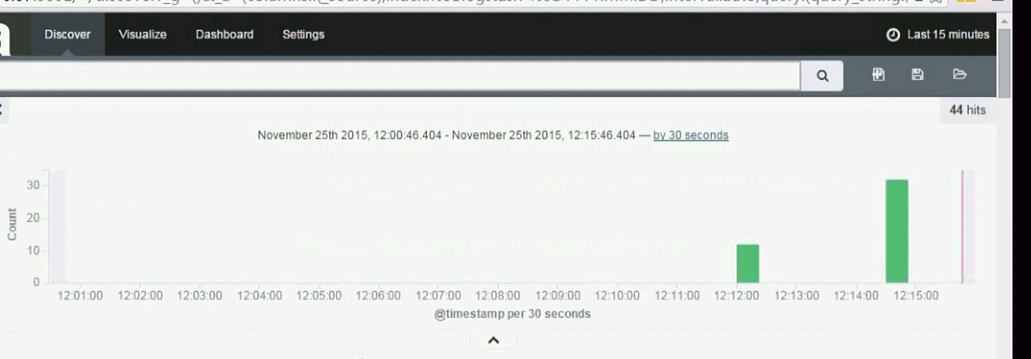 Discover Visualize Dashboard Settings Last 15 minutes
44 hits
November 25th 2015, 12:00:46.404 - November 25th 2015, 12:15:46.404 — by 30 seconds
Count
30
20
10
0
12:01:00 12:02:00 12:03:00 12:04:00 12:05:00 12:06:00 12:07:00 12:08:00 12:09:00 12:10:00 12:11:00 12:12:00 12:13:00 12:14:00 12:15:00
@timestamp per 30 seconds